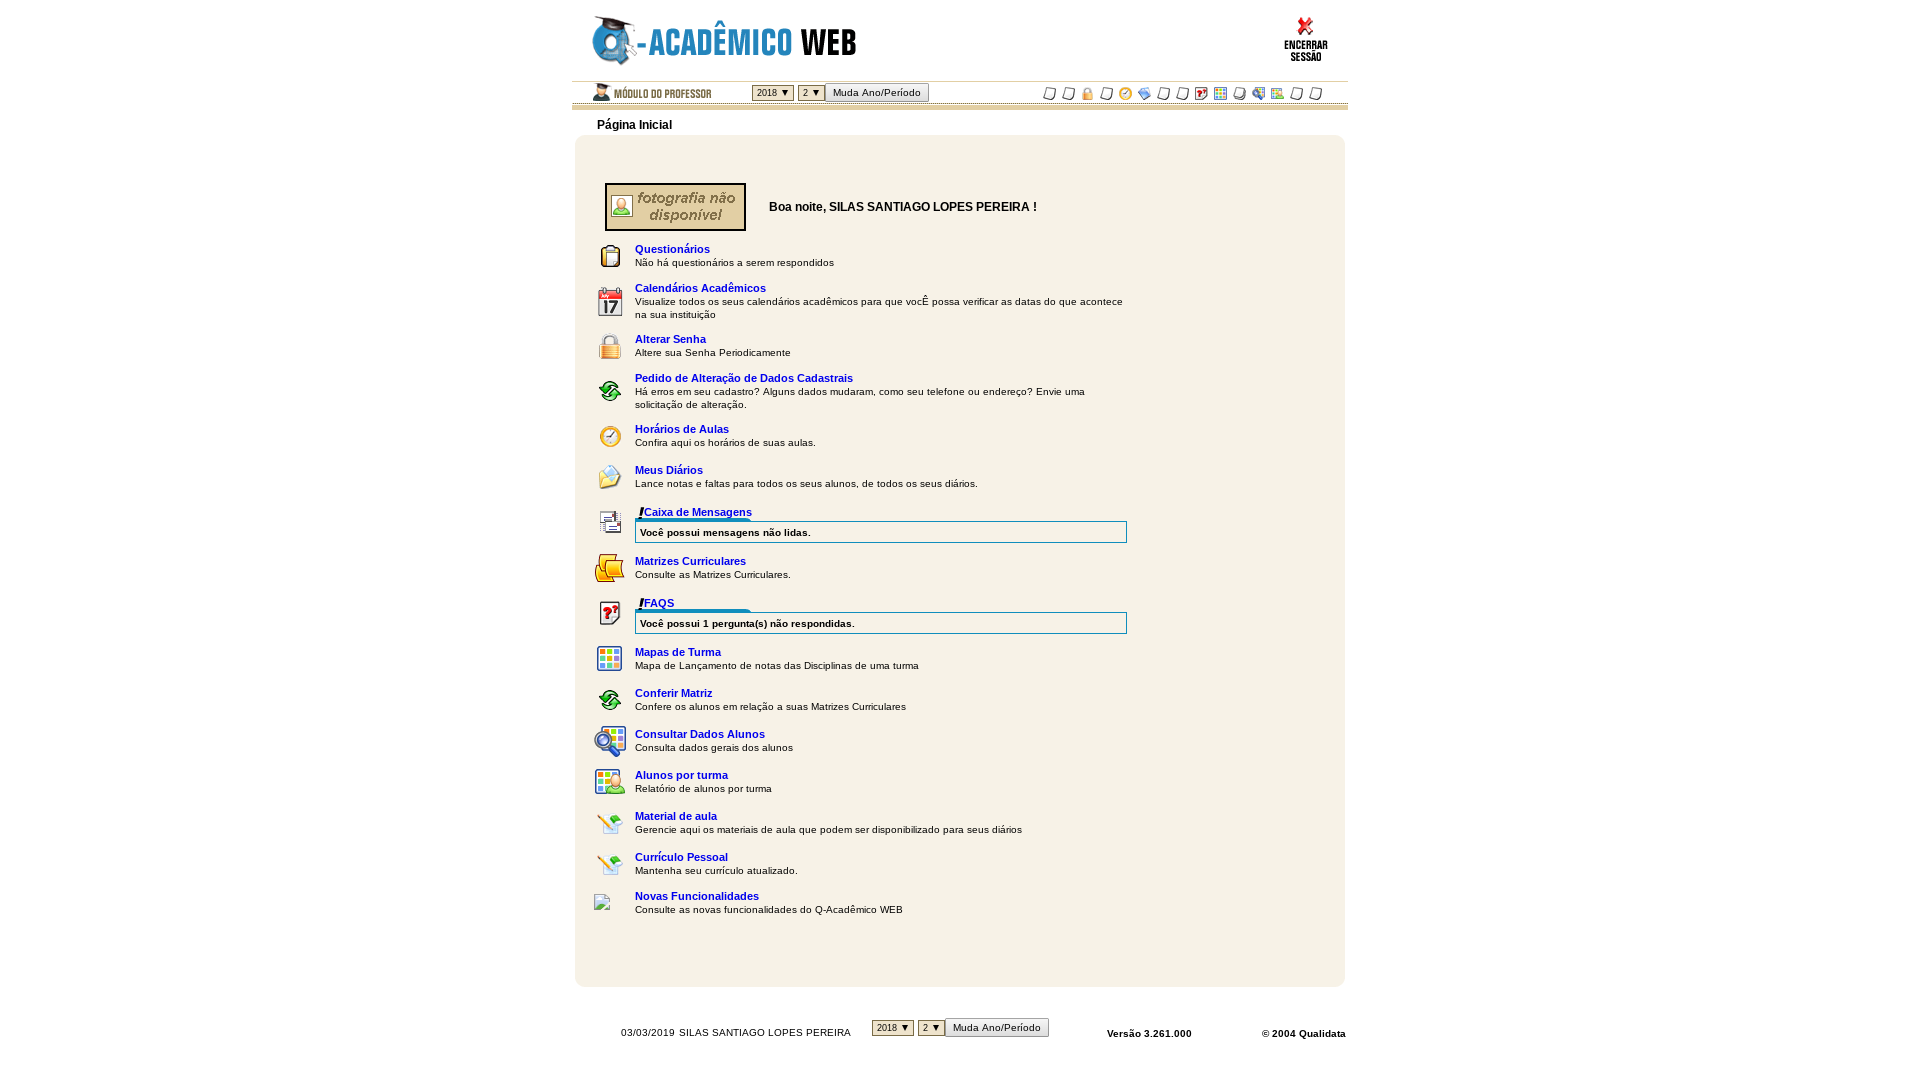 -ACADÊMICO WEB
ENCERRAR
SESSÃO
MÓDULO DO PROFESSOR
2018 ▼ 2 ▼ Muda Ano/Período
Página Inicial
fotografia não
disponível
Boa noite, SILAS SANTIAGO LOPES PEREIRA !
Questionários
Não há questionários a serem respondidos
17
Calendários Acadêmicos
Visualize todos os seus calendários acadêmicos para que vocÊ possa verificar as datas do que acontece
na sua instituição
Alterar Senha
Altere sua Senha Periodicamente
Pedido de Alteração de Dados Cadastrais
Há erros em seu cadastro? Alguns dados mudaram, como seu telefone ou endereço? Envie uma
solicitação de alteração.
Horários de Aulas
Confira aqui os horários de suas aulas.
Meus Diários
Lance notas e faltas para todos os seus alunos, de todos os seus diários.
!Caixa de Mensagens
Você possui mensagens não lidas.
Matrizes Curriculares
Consulte as Matrizes Curriculares.
??
!FAQS
Você possui 1 pergunta(s) não respondidas.
Mapas de Turma
Mapa de Lançamento de notas das Disciplinas de uma turma
Conferir Matriz
Confere os alunos em relação a suas Matrizes Curriculares
Consultar Dados Alunos
Consulta dados gerais dos alunos
Alunos por turma
Relatório de alunos por turma
Material de aula
Gerencie aqui os materiais de aula que podem ser disponibilizado para seus diários
Currículo Pessoal
Mantenha seu currículo atualizado.
Novas Funcionalidades
Consulte as novas funcionalidades do Q-Acadêmico WEB
03/03/2019 SILAS SANTIAGO LOPES PEREIRA 2018 ▼ 2 ▼ Muda Ano/Período Versão 3.261.000 © 2004 Qualidata